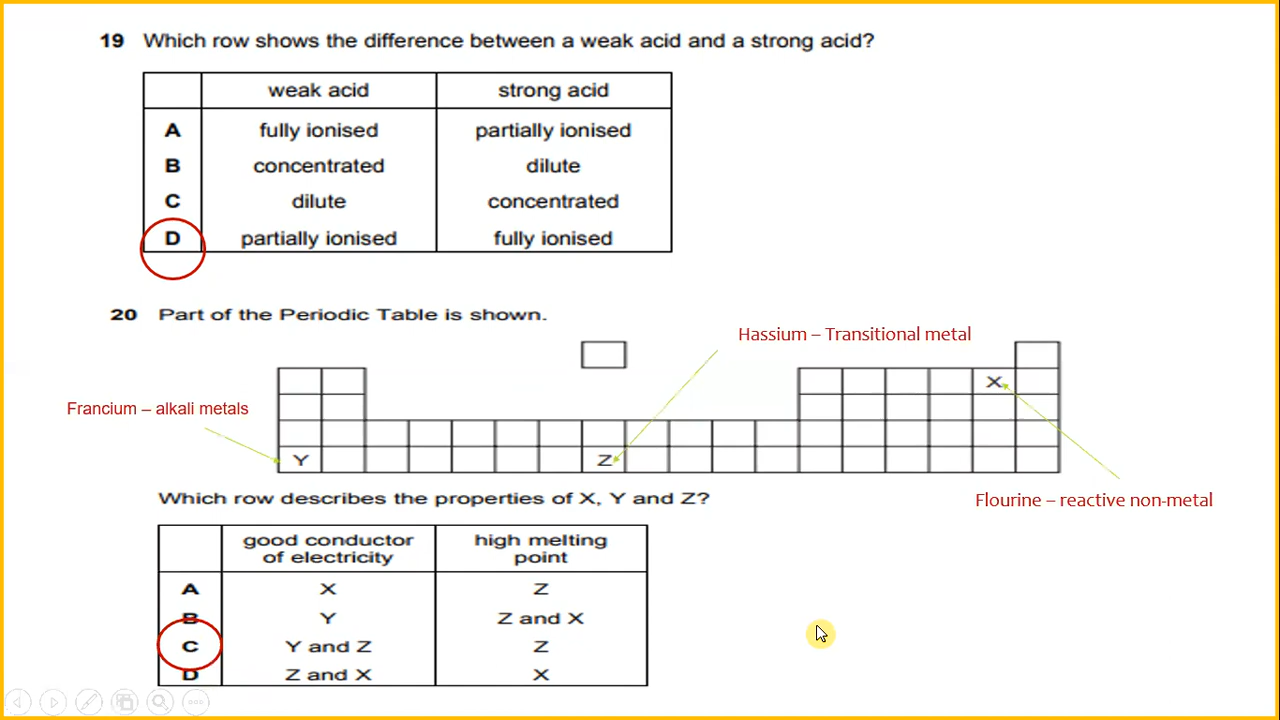 19 Which row shows the difference between a weak acid and a strong acid?
weak acid strong acid
A fully ionised partially ionised
B concentrated dilute
C dilute concentrated
D partially ionised fully ionised
20 Part of the Periodic Table is shown.
Hassium – Transitional metal
X
Francium – alkali metals
Y Z
Flourine – reactive non-metal
Which row describes the properties of X, Y and Z?
good conductor high melting
of electricity point
A X Z
B Y Z and X
C Y and Z Z
D Z and X X